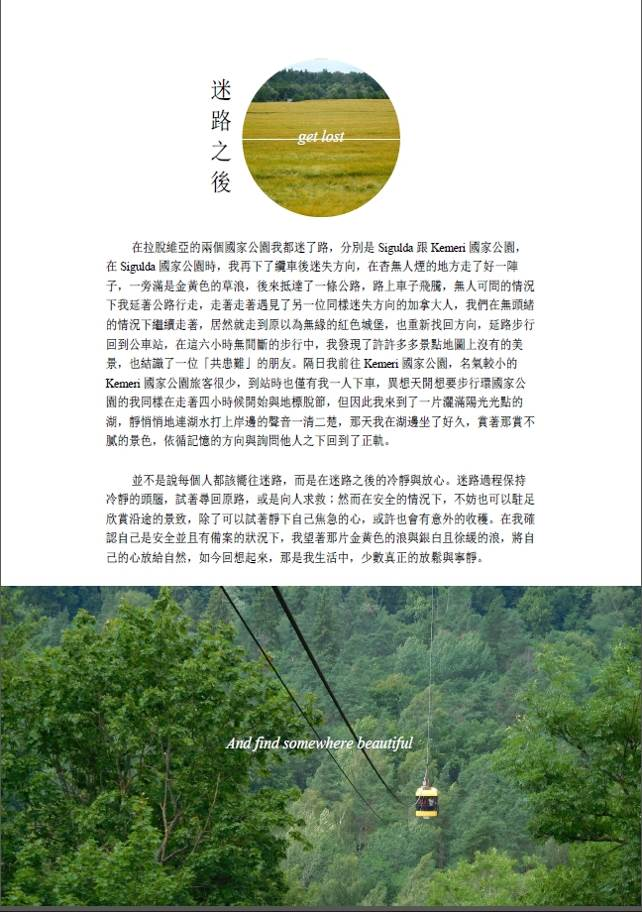 迷路之後
get lost
在拉脫維亞的兩個國家公園我都迷了路，分別是 Sigulda 跟 Kemeri 國家公園，
在 Sigulda 國家公園時，我再下了纜車後迷失方向，在杳無人煙的地方走了好一陣
子，一旁滿是金黃色的草浪，後來抵達了一條公路，路上車子飛騰，無人可問的情況
下我延著公路行走，走著走著遇見了另一位同樣迷失方向的加拿大人，我們在無頭緒
的情況下繼續走著，居然就走到原以為無緣的紅色城堡，也重新找回方向，延路步行
回到公車站，在這六小時無間斷的步行中，我發現了許許多多景點地圖上沒有的美
景，也結識了一位「共患難」的朋友。隔日我前往 Kemeri 國家公園，名氣較小的
Kemeri 國家公園旅客很少，到站時也僅有我一人下車，異想天開想要步行環國家公
園的我同樣在走著四小時候開始與地標脫節，但因此我來到了一片灑滿陽光光點的
湖，靜悄悄地連湖水打上岸邊的聲音一清二楚，那天我在湖邊坐了好久，賞著那賞不
膩的景色，依循記憶的方向與詢問他人之下回到了正軌。
並不是說每個人都該嚮往迷路，而是在迷路之後的冷靜與放心。迷路過程保持
冷靜的頭腦，試著尋回原路，或是向人求救；然而在安全的情況下，不妨也可以駐足
欣賞沿途的景致，除了可以試著靜下自己焦急的心，或許也會有意外的收穫。在我確
認自己是安全並且有備案的狀況下，我望著那片金黃色的浪與銀白且徐緩的浪，將自
己的心放給自然，如今回想起來，那是我生活中，少數真正的放鬆與寧靜。
And find somewhere beautiful